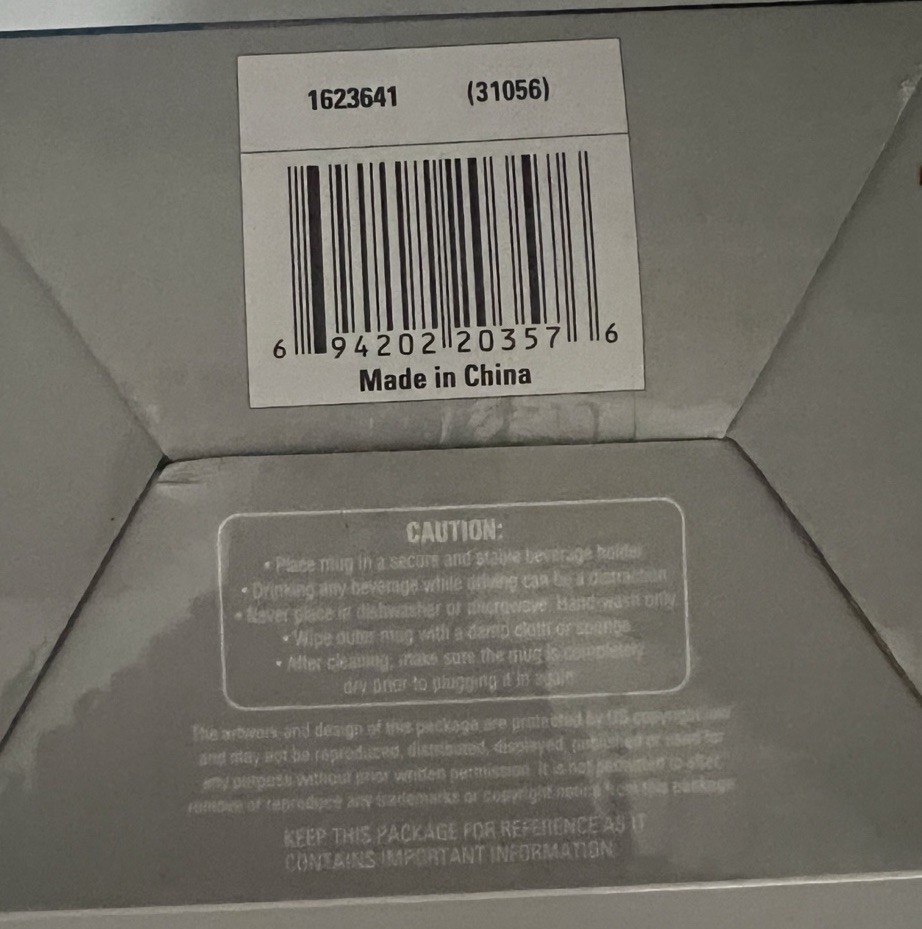 1623641 (31056)
6 94202 20357 6
Made in China
CAUTION:
• Place mug in a secure and stable beverage holder
• Drinking any beverage while driving can be a distraction
• Never place in dishwasher or microwave. Hand-wash only.
• Wipe outer mug with a damp cloth or sponge
• After cleaning, make sure the mug is completely
dry prior to plugging it in again
The artwork and design of this package are protected by US copyright
and may not be reproduced, distributed, displayed, published or used for
any purpose without prior written permission. It is not permitted to alter,
remove or reproduce any trademarks or copyright notice from this package
KEEP THIS PACKAGE FOR REFERENCE AS IT
CONTAINS IMPORTANT INFORMATION.